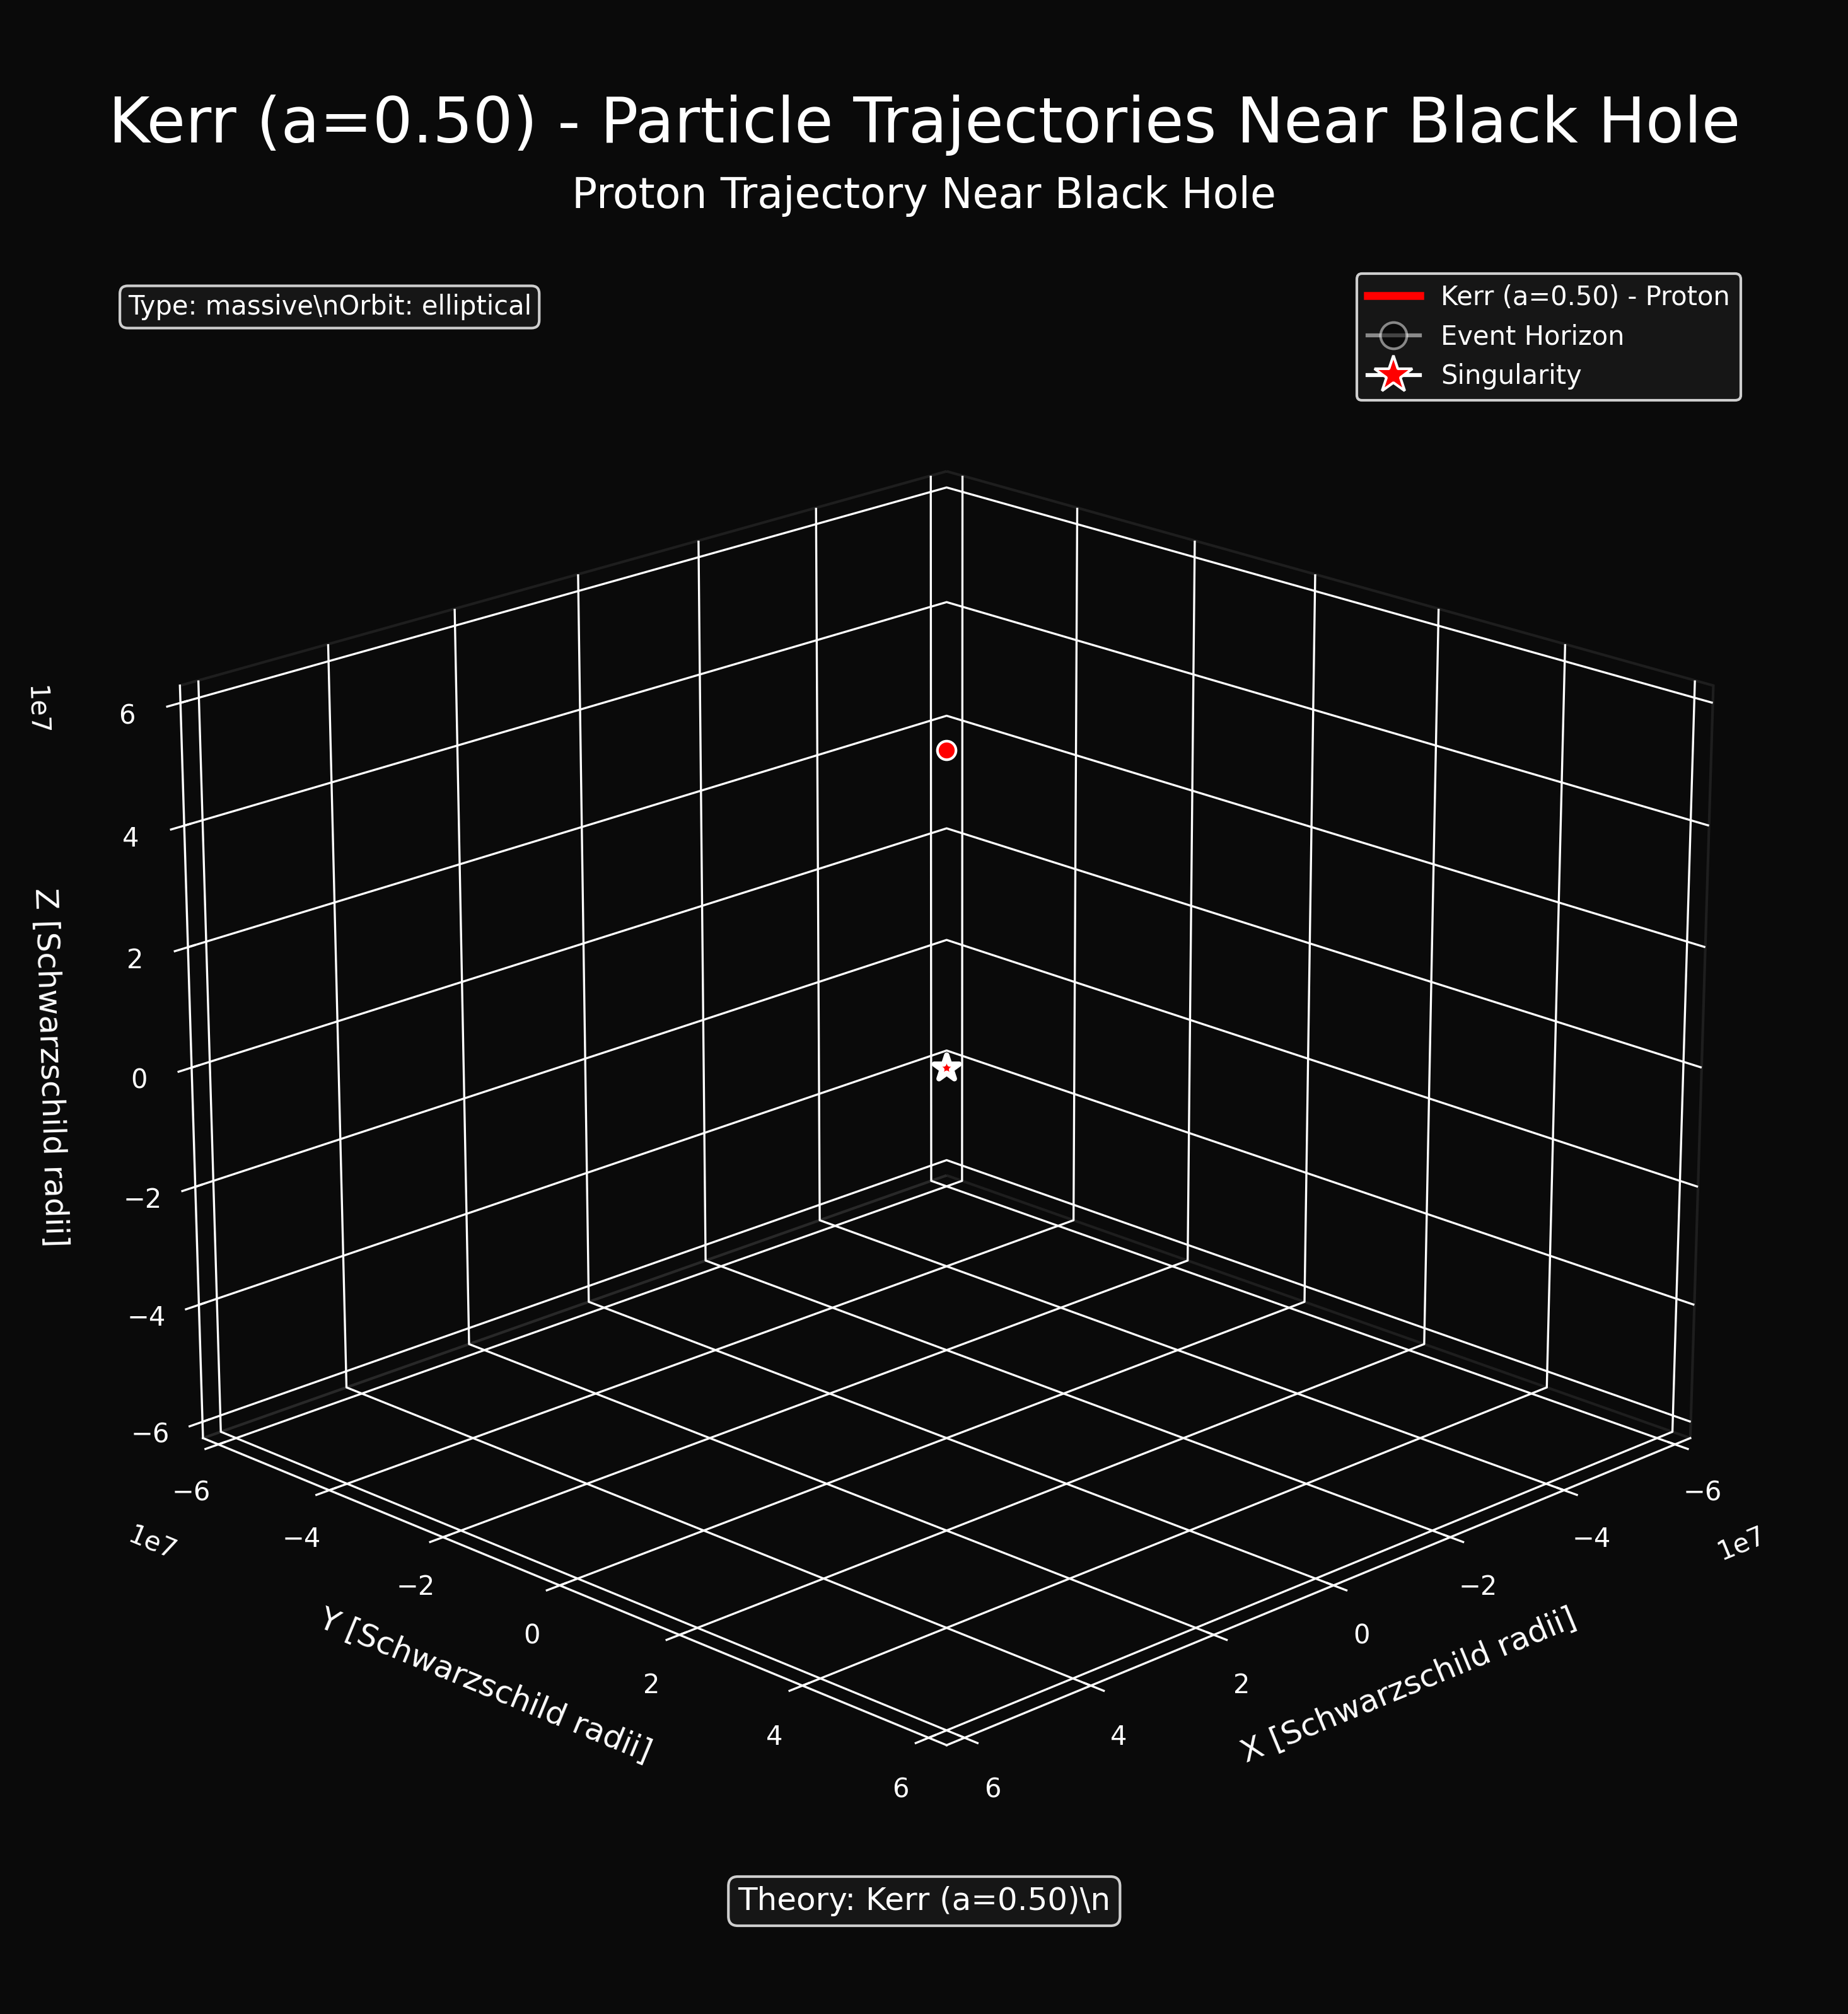 Kerr (a=0.50) - Particle Trajectories Near Black Hole
Proton Trajectory Near Black Hole
Type: massive\nOrbit: elliptical
Kerr (a=0.50) - Proton
Event Horizon
Singularity
1e7
6
4
2
0
−2
−4
−6
Z [Schwarzschild radii]
−6
−4
−2
0
2
4
6
1e7
Y [Schwarzschild radii]
6
4
2
0
−2
−4
−6
1e7
X [Schwarzschild radii]
Theory: Kerr (a=0.50)\n